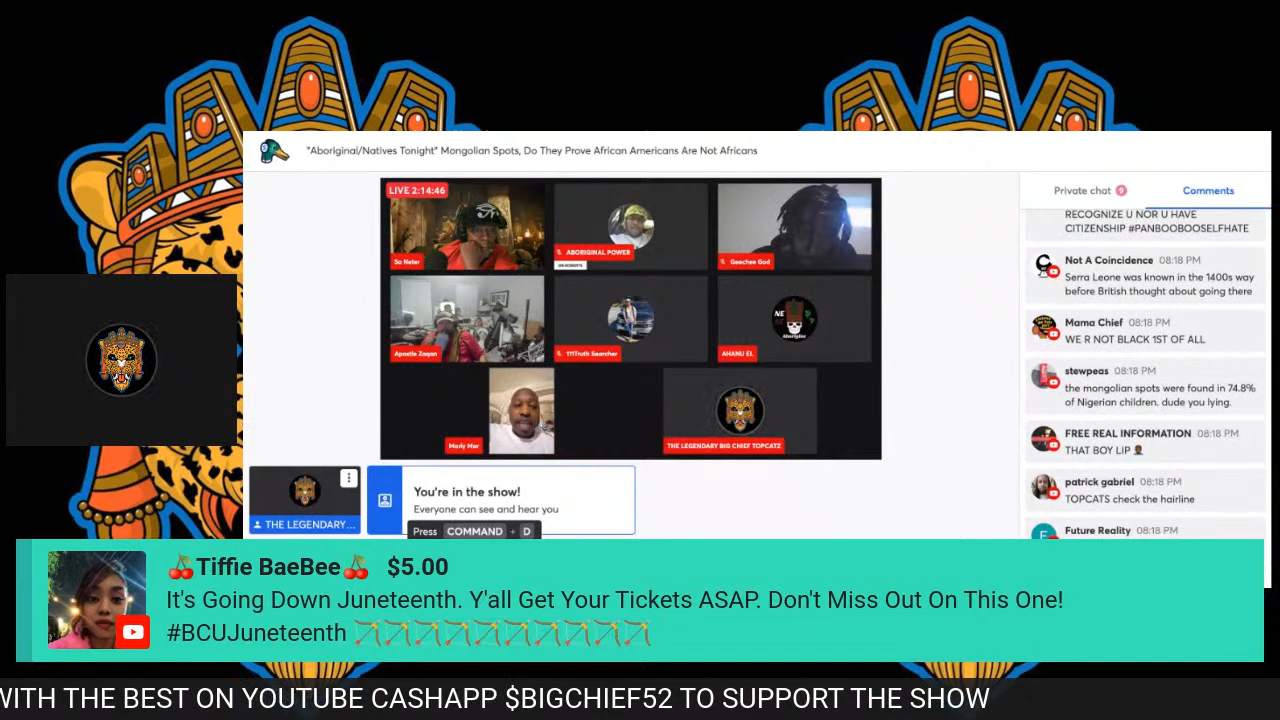 "Aboriginal/Natives Tonight" Mongolian Spots, Do They Prove African Americans Are Not Africans
LIVE 2:14:46
Sa Neter
ABORIGINAL POWER
Geechee God
Apostle Zaqan
111Truth Searcher
NE
AHANU EL
Marly Mar
THE LEGENDARY BIG CHIEF TOPCATZ
THE LEGENDARY...
You're in the show!
Everyone can see and hear you
Press COMMAND + D
Private chat 9
Comments
RECOGNIZE U NOR U HAVE
CITIZENSHIP #PANBOOBOOSELFHATE
Not A Coincidence 08:18 PM
Serra Leone was known in the 1400s way
before British thought about going there
Mama Chief 08:18 PM
WE R NOT BLACK 1ST OF ALL
stewpeas 08:18 PM
the mongolian spots were found in 74.8%
of Nigerian children. dude you lying.
FREE REAL INFORMATION 08:18 PM
THAT BOY LIP
patrick gabriel 08:18 PM
TOPCATS check the hairline
F Future Reality 08:18 PM
🍒Tiffie BaeBee🍒 $5.00
It's Going Down Juneteenth. Y'all Get Your Tickets ASAP. Don't Miss Out On This One!
#BCUJuneteenth 🏹🏹🏹🏹🏹🏹🏹🏹🏹🏹
WITH THE BEST ON YOUTUBE CASHAPP $BIGCHIEF52 TO SUPPORT THE SHOW